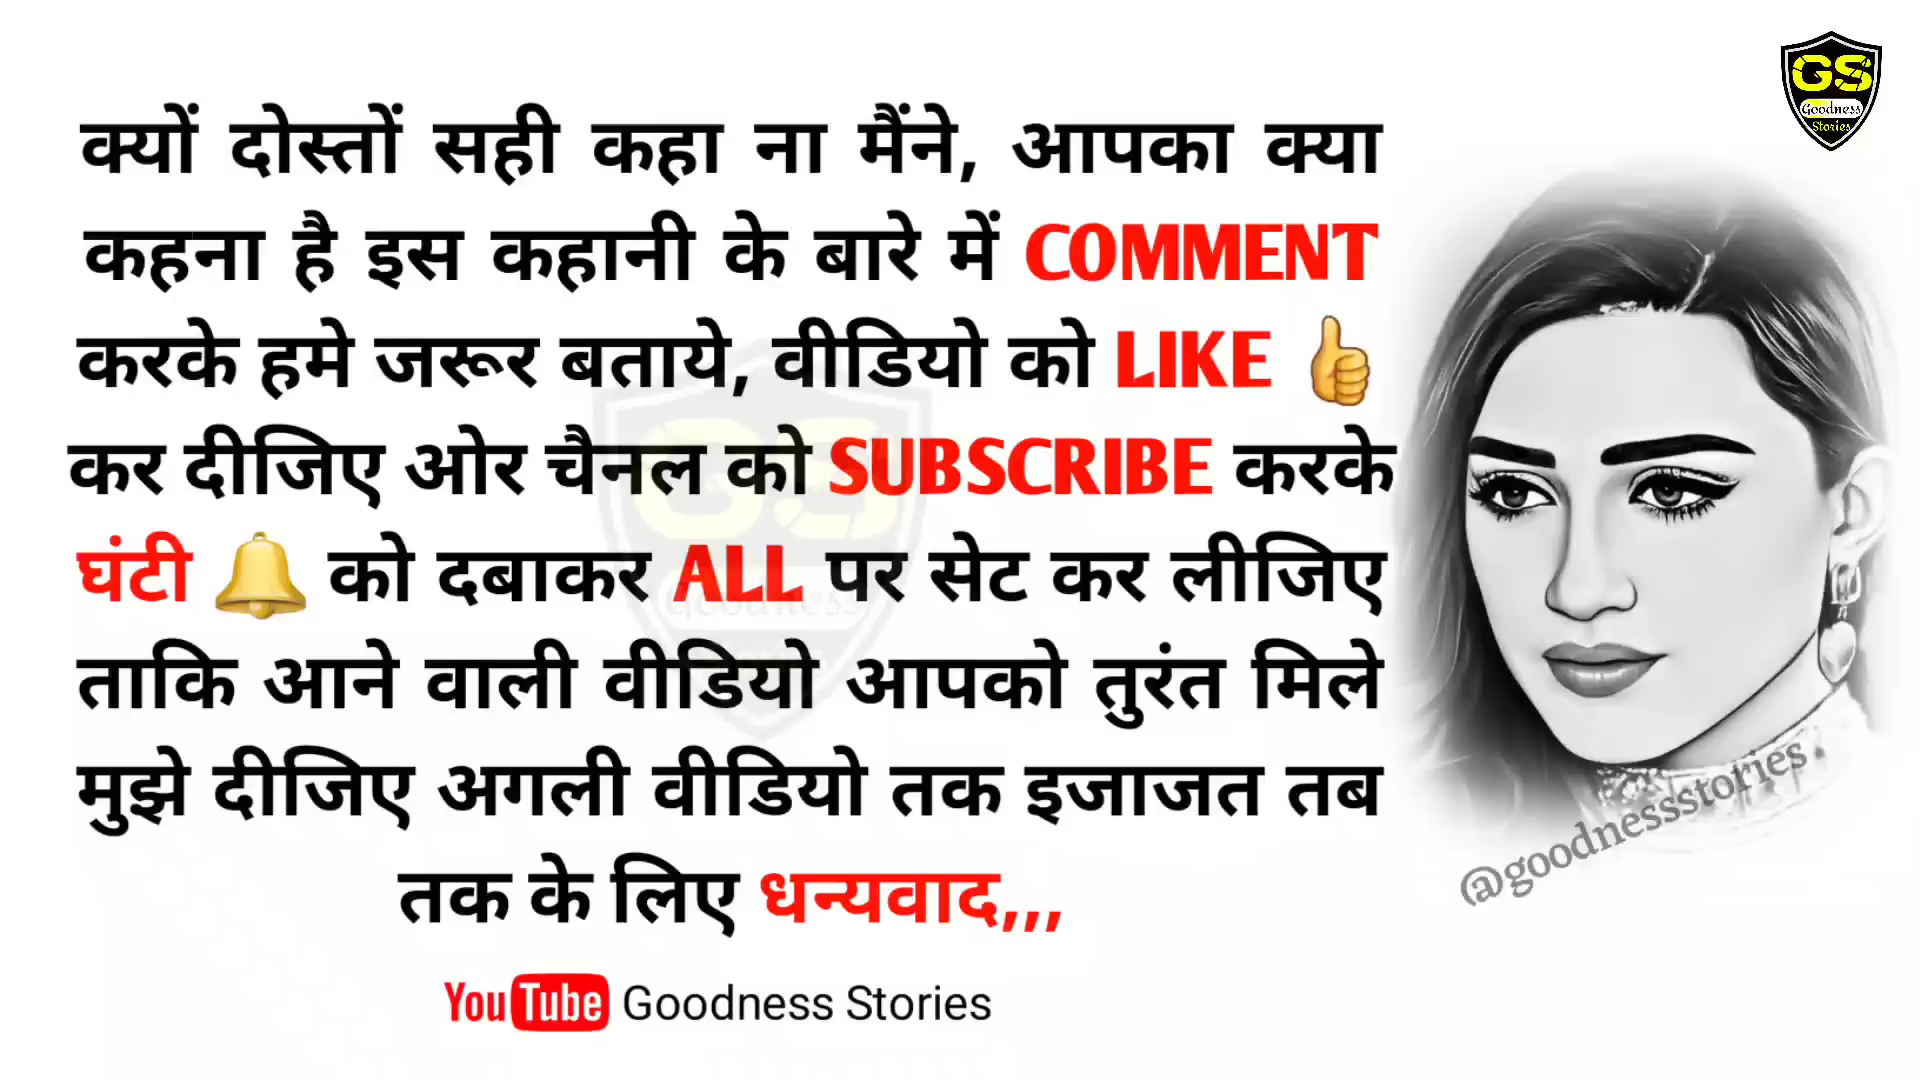 GS
Goodness
Stories
क्यों दोस्तों सही कहा ना मैंने, आपका क्या
कहना है इस कहानी के बारे में COMMENT
करके हमे जरूर बताये, वीडियो को LIKE 👍
कर दीजिए ओर चैनल को SUBSCRIBE करके
घंटी 🔔 को दबाकर ALL पर सेट कर लीजिए
ताकि आने वाली वीडियो आपको तुरंत मिले
मुझे दीजिए अगली वीडियो तक इजाजत तब
तक के लिए धन्यवाद,,,
YouTube Goodness Stories
@goodnessstories